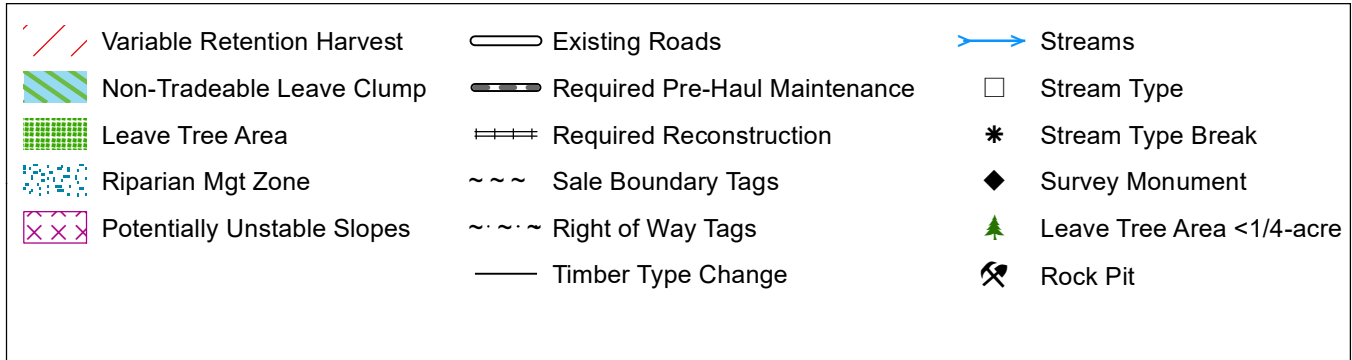 Variable Retention Harvest
Non-Tradeable Leave Clump
Leave Tree Area
Riparian Mgt Zone
Potentially Unstable Slopes
Existing Roads
Required Pre-Haul Maintenance
Required Reconstruction
Sale Boundary Tags
Right of Way Tags
Timber Type Change
Streams
Stream Type
Stream Type Break
Survey Monument
Leave Tree Area <1/4-acre
Rock Pit